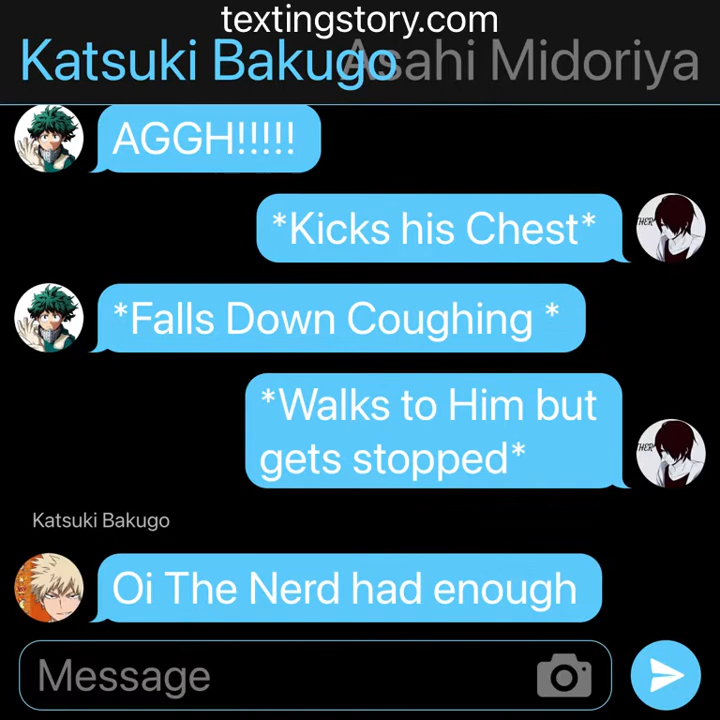 textingstory.com
Katsuki Bakugo Asahi Midoriya
AGGH!!!!!
*Kicks his Chest*
*Falls Down Coughing *
*Walks to Him but
gets stopped*
Katsuki Bakugo
Oi The Nerd had enough
Message